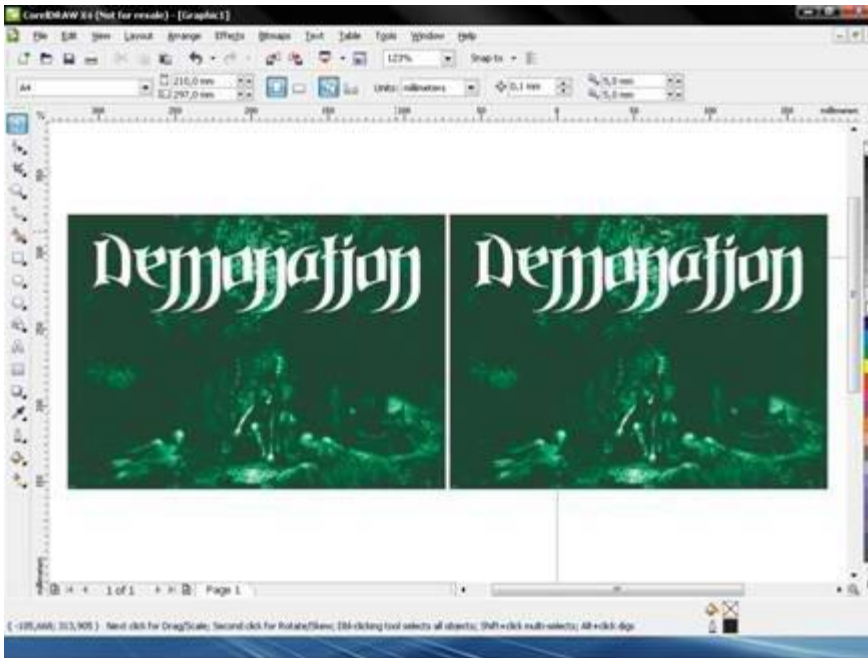 CorelDRAW X4 (Not for resale) - [Graphic1]
File Edit View Layout Arrange Effects Bitmaps Text Table Tools Window Help
123% Snap to
A4 210,0 mm Units: millimeters 0,1 mm 5,0 mm
297,0 mm 5,0 mm
millimeters
Demonation Demonation
millimeters
1 of 1 Page 1
Next click for Drag/Scale; Second click for Rotate/Skew; Dbl-clicking tool selects all objects; Shift+click multi-selects; Alt+click digs